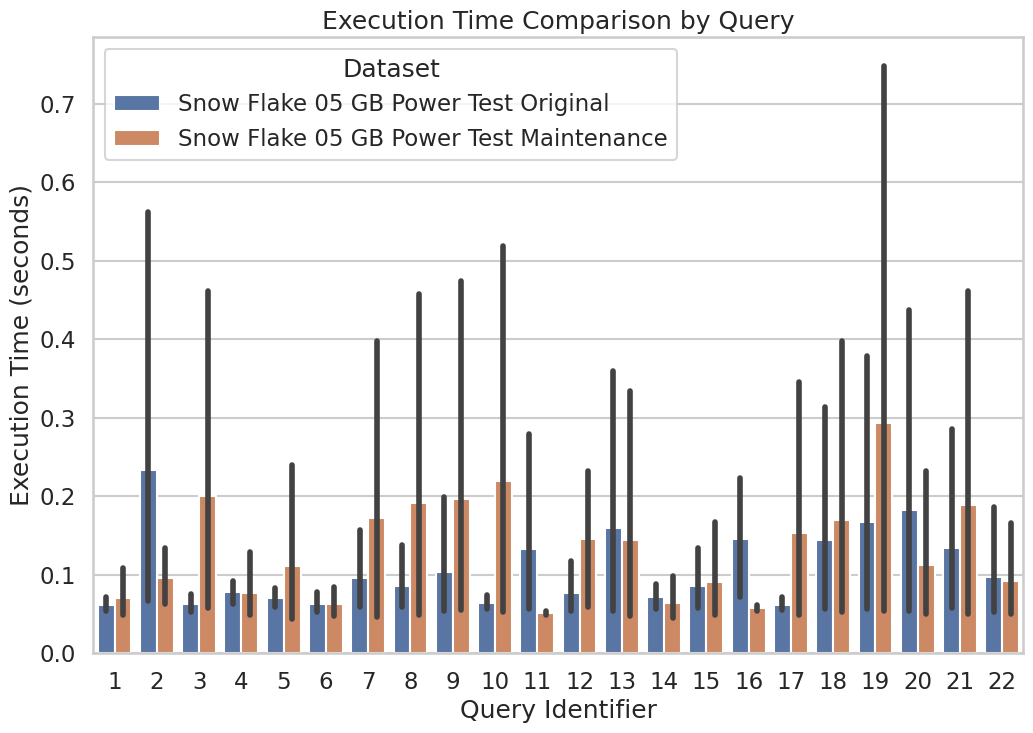 Execution Time Comparison by Query
Dataset
Snow Flake 05 GB Power Test Original
Snow Flake 05 GB Power Test Maintenance
Execution Time (seconds)
0.7
0.6
0.5
0.4
0.3
0.2
0.1
0.0
1 2 3 4 5 6 7 8 9 10 11 12 13 14 15 16 17 18 19 20 21 22
Query Identifier